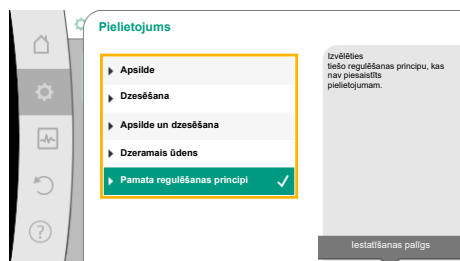 Pielietojums
Apsilde
Dzesēšana
Apsilde un dzesēšana
Dzeramais ūdens
Pamata regulēšanas principi
Izvēlēties
tiešo regulēšanas principu, kas
nav piesaistīts
pielietojumam.
Iestatīšanas palīgs